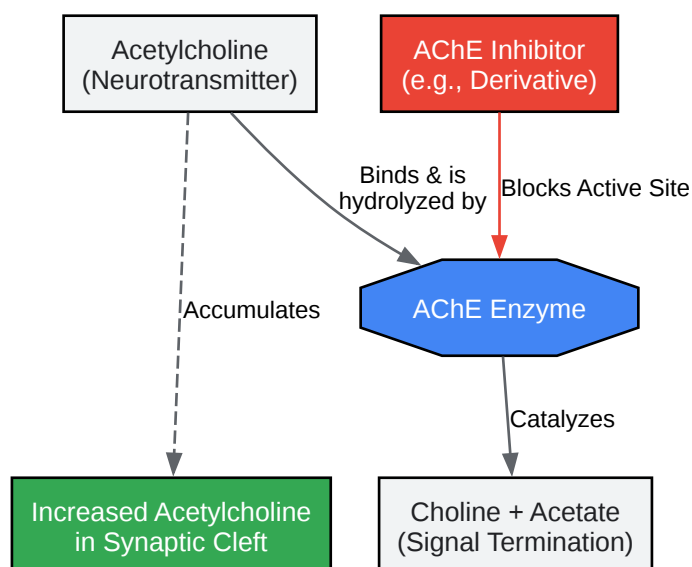 Acetylcholine
(Neurotransmitter)
AChE Inhibitor
(e.g., Derivative)
Binds & is
hydrolyzed by
Blocks Active Site
AChE Enzyme
Accumulates
Catalyzes
Increased Acetylcholine
in Synaptic Cleft
Choline + Acetate
(Signal Termination)